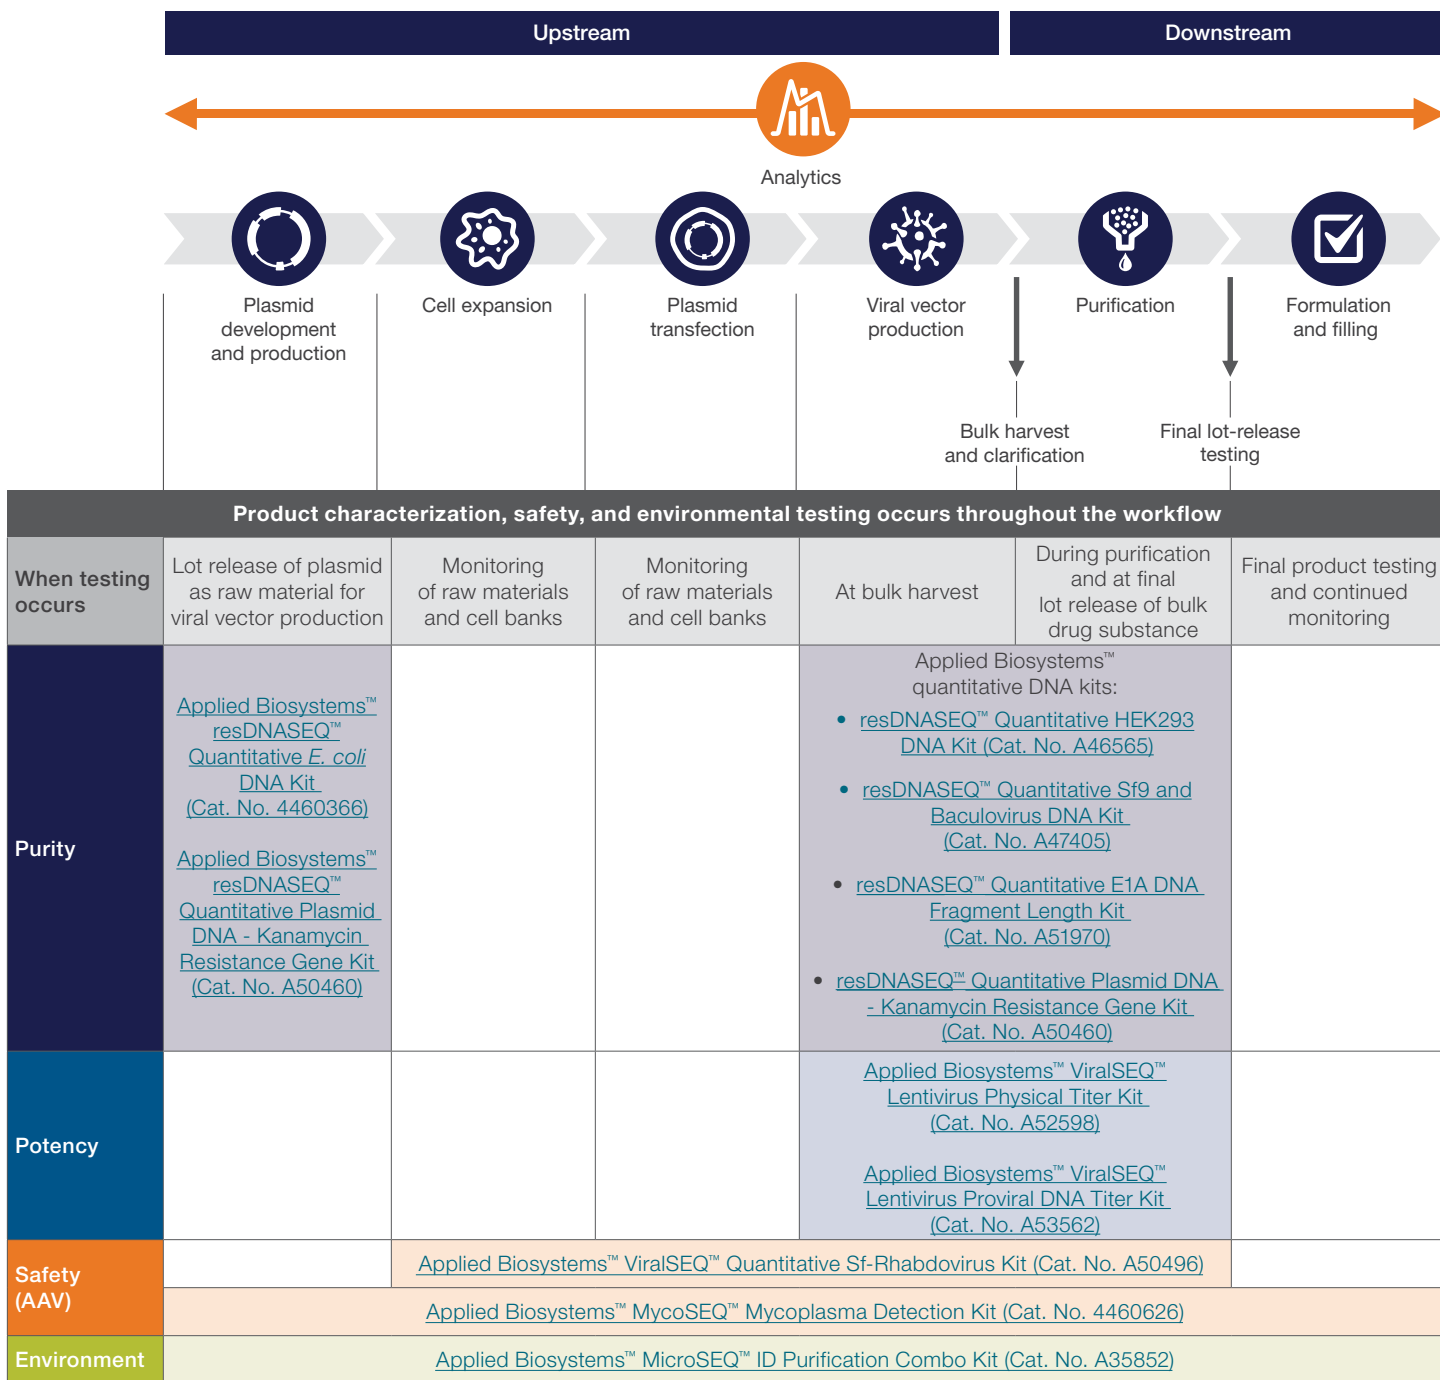 Upstream
Downstream
Analytics
Plasmid
development
and production
Cell expansion
Plasmid
transfection
Viral vector
production
Purification
Formulation
and filling
Bulk harvest
and clarification
Final lot-release
testing
Product characterization, safety, and environmental testing occurs throughout the workflow
When testing
occurs
Lot release of plasmid
as raw material for
viral vector production
Monitoring
of raw materials
and cell banks
Monitoring
of raw materials
and cell banks
At bulk harvest
During purification
and at final
lot release of bulk
drug substance
Final product testing
and continued
monitoring
Purity
Applied Biosystems™
resDNASEQ™
Quantitative E. coli
DNA Kit
(Cat. No. 4460366)
Applied Biosystems™
resDNASEQ™
Quantitative Plasmid
DNA - Kanamycin
Resistance Gene Kit
(Cat. No. A50460)
Applied Biosystems™
quantitative DNA kits:
• resDNASEQ™ Quantitative HEK293
DNA Kit (Cat. No. A46565)
• resDNASEQ™ Quantitative Sf9 and
Baculovirus DNA Kit
(Cat. No. A47405)
• resDNASEQ™ Quantitative E1A DNA
Fragment Length Kit
(Cat. No. A51970)
• resDNASEQ™ Quantitative Plasmid DNA
- Kanamycin Resistance Gene Kit
(Cat. No. A50460)
Potency
Applied Biosystems™ ViralSEQ™
Lentivirus Physical Titer Kit
(Cat. No. A52598)
Applied Biosystems™ ViralSEQ™
Lentivirus Proviral DNA Titer Kit
(Cat. No. A53562)
Safety
(AAV)
Applied Biosystems™ ViralSEQ™ Quantitative Sf-Rhabdovirus Kit (Cat. No. A50496)
Applied Biosystems™ MycoSEQ™ Mycoplasma Detection Kit (Cat. No. 4460626)
Environment
Applied Biosystems™ MicroSEQ™ ID Purification Combo Kit (Cat. No. A35852)